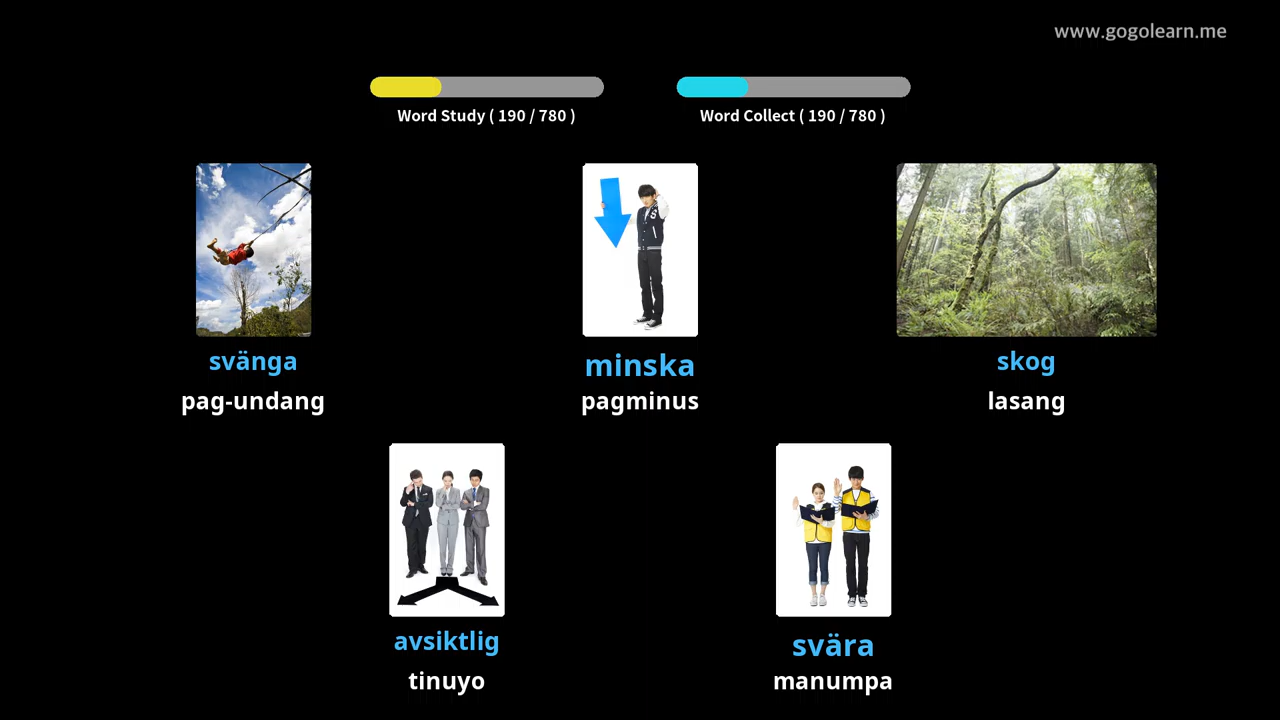 www.gogolearn.me
Word Study ( 190 / 780 )
Word Collect ( 190 / 780 )
svänga
pag-undang
minska
pagminus
skog
lasang
avsiktlig
tinuyo
svära
manumpa